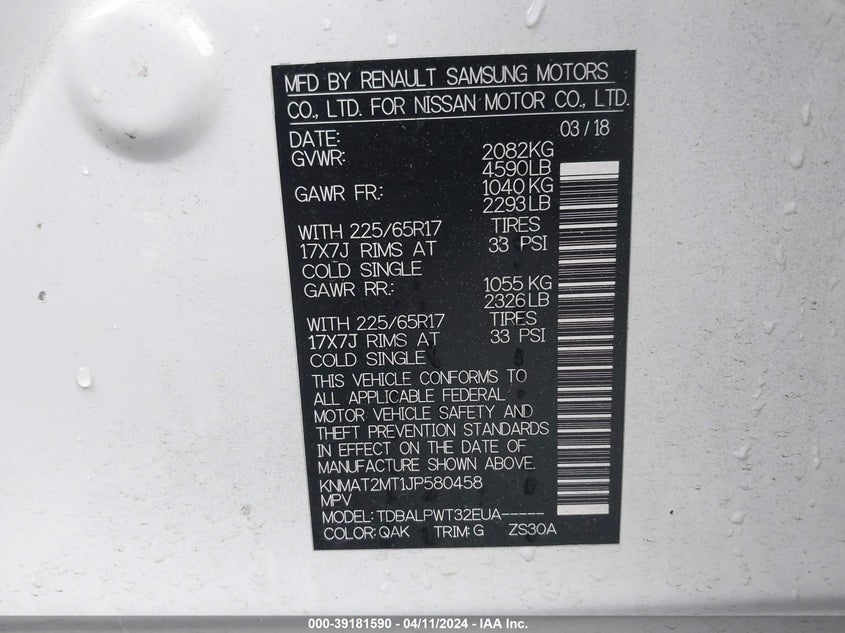 MFD BY RENAULT SAMSUNG MOTORS
CO., LTD. FOR NISSAN MOTOR CO., LTD.
DATE: 03 / 18
GVWR: 2082KG
4590LB
GAWR FR: 1040 KG
2293 LB
WITH 225/65R17 TIRES
17X7J RIMS AT 33 PSI
COLD SINGLE
GAWR RR: 1055 KG
2326 LB
WITH 225/65R17 TIRES
17X7J RIMS AT 33 PSI
COLD SINGLE
THIS VEHICLE CONFORMS TO
ALL APPLICABLE FEDERAL
MOTOR VEHICLE SAFETY AND
THEFT PREVENTION STANDARDS
IN EFFECT ON THE DATE OF
MANUFACTURE SHOWN ABOVE.
KNMAT2MT1JP580458
MPV
MODEL: TDBALPWT32EUA-----
COLOR: QAK TRIM: G ZS30A
000-39181590 - 04/11/2024 - IAA Inc.